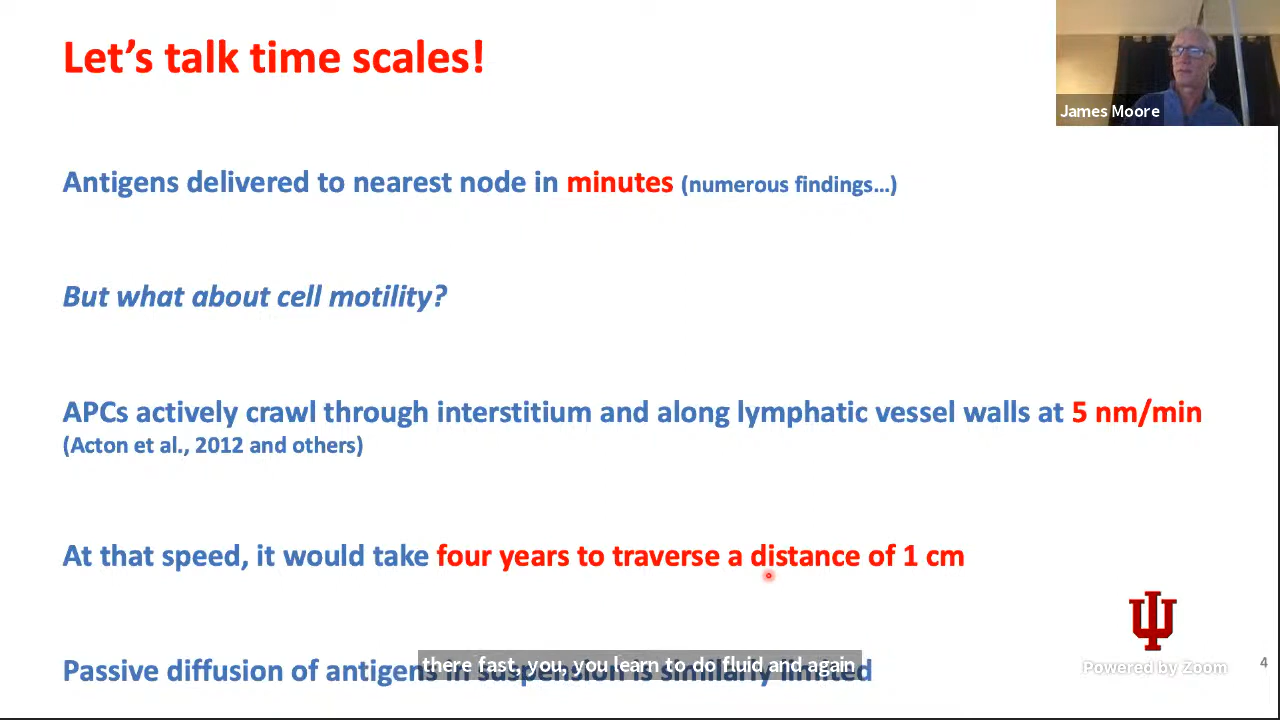 Let's talk time scales!
James Moore
Antigens delivered to nearest node in minutes (numerous findings...)
But what about cell motility?
APCs actively crawl through interstitium and along lymphatic vessel walls at 5 nm/min
(Acton et al., 2012 and others)
At that speed, it would take four years to traverse a distance of 1 cm
Passive diffusion of antigens in suspension is similarly limited
there fast, you, you learn to do fluid and again
Powered by Zoom
4